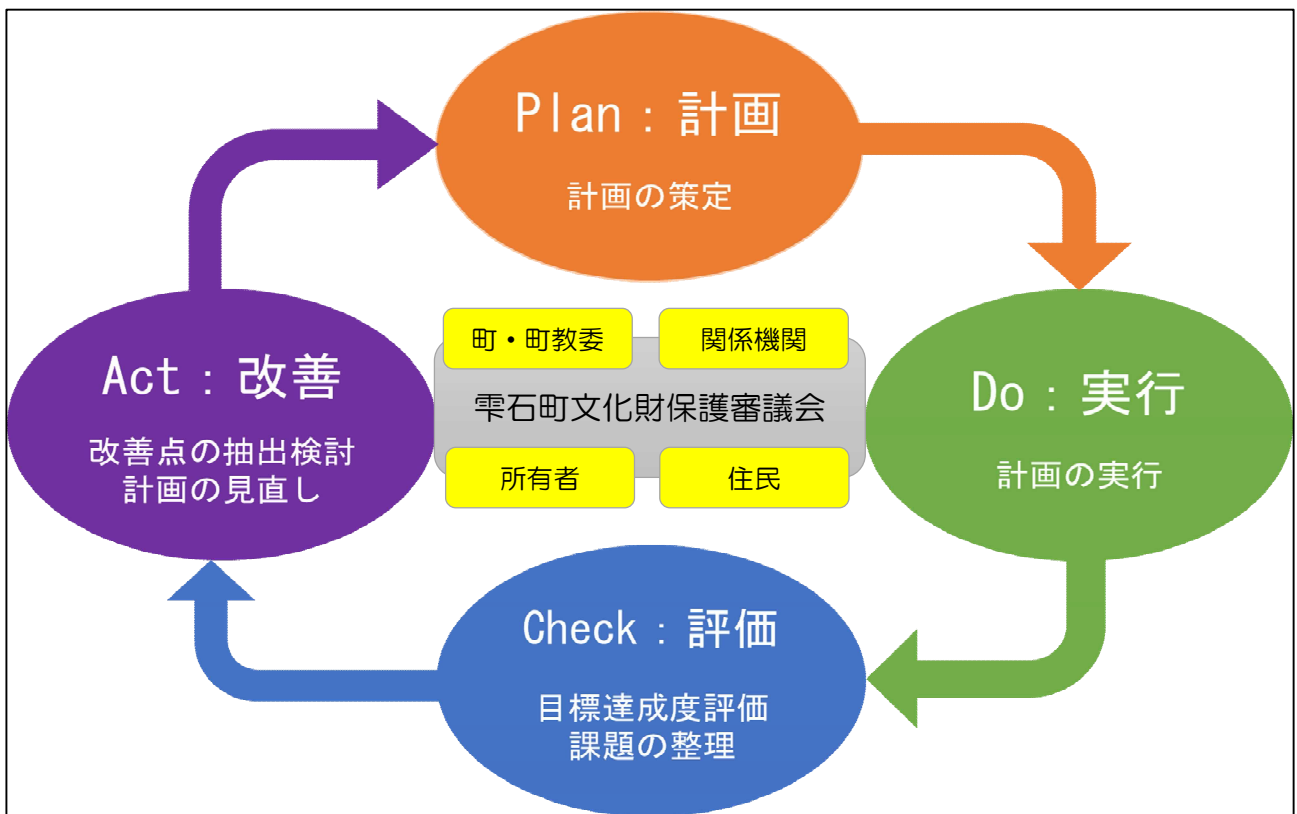 Plan：計画
計画の策定
Act：改善
改善点の抽出検討
計画の見直し
町・町教委
関係機関
雫石町文化財保護審議会
所有者
住民
Do：実行
計画の実行
Check：評価
目標達成度評価
課題の整理